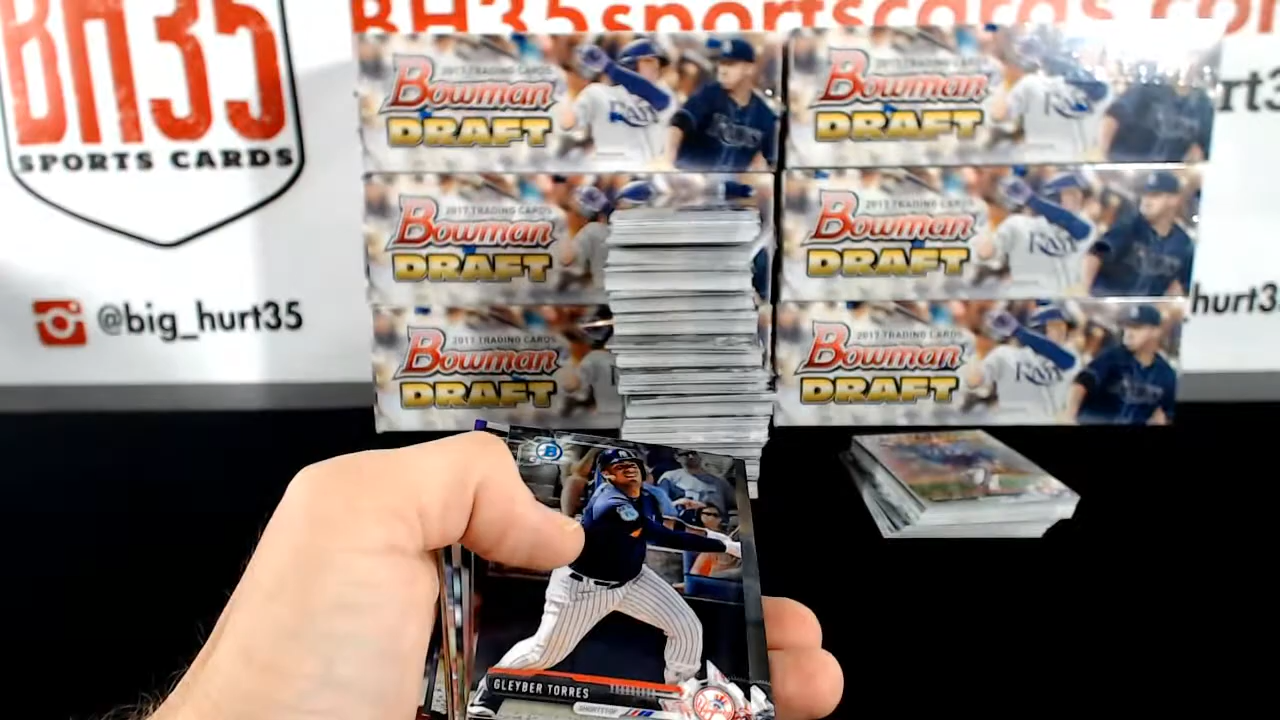 BH35
SPORTS CARDS
BH35sportscards.com
@big_hurt35
hurt3
2017 TRADING CARDS
Bowman
DRAFT
2017 TRADING CARDS
Bowman
DRAFT
2017 TRADING CARDS
Bowman
DRAFT
2017 TRADING CARDS
Bowman
DRAFT
2017 TRADING CARDS
Bowman
DRAFT
2017 TRADING CARDS
Bowman
DRAFT
B
GLEYBER TORRES
SHORTSTOP